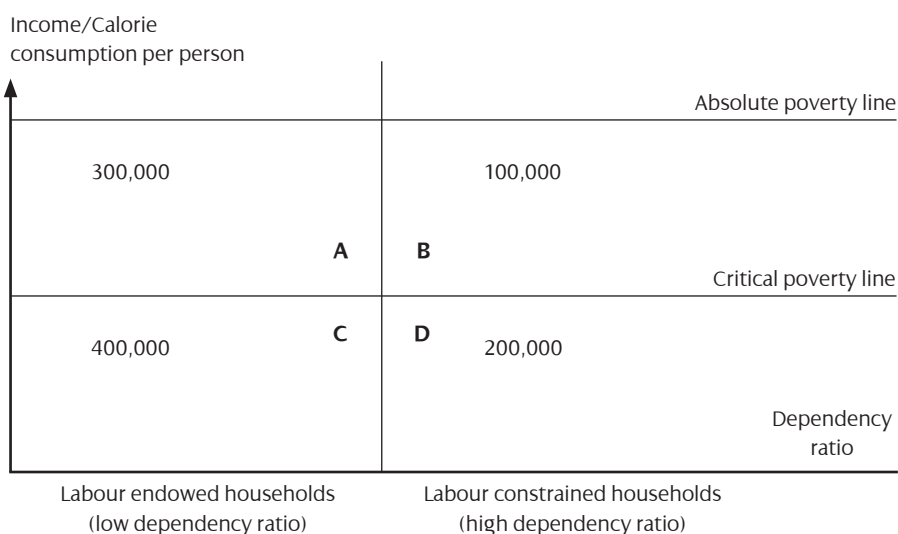 Income/Calorie
consumption per person
Absolute poverty line
300,000
100,000
A
B
Critical poverty line
C
D
400,000
200,000
Dependency
ratio
Labour endowed households
(low dependency ratio)
Labour constrained households
(high dependency ratio)